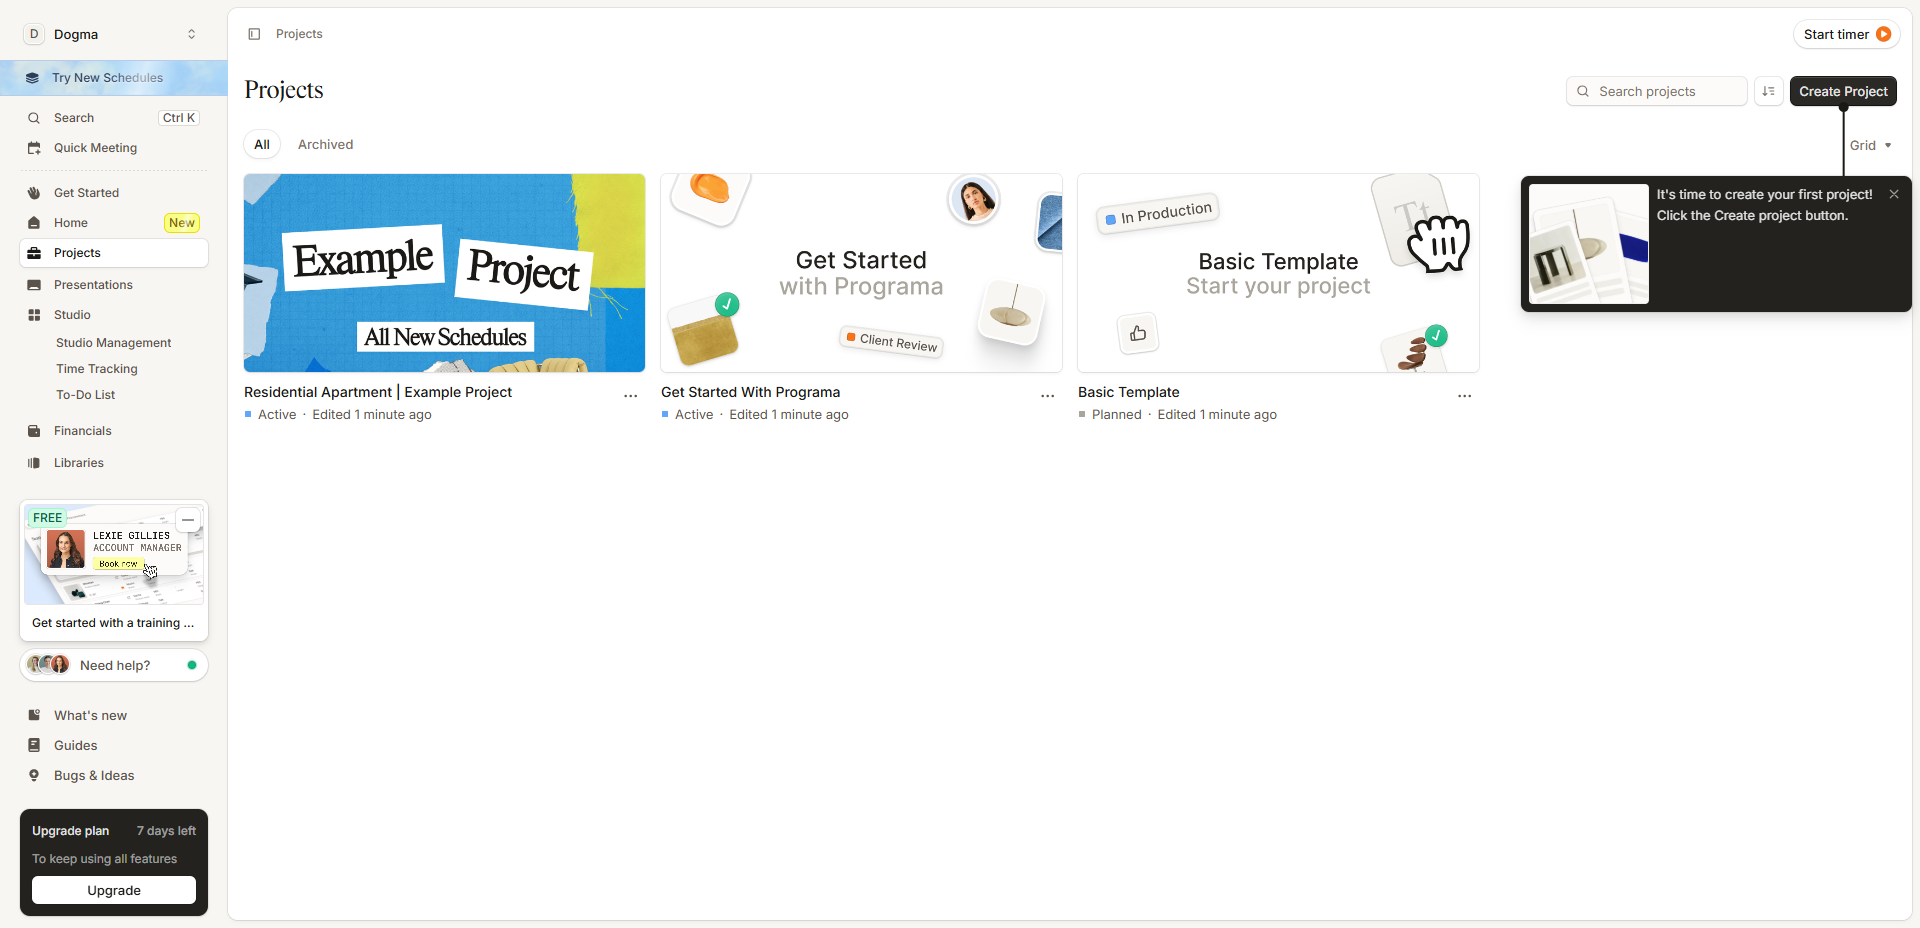 D Dogma
Try New Schedules
Search Ctrl K
Quick Meeting
Get Started
Home New
Projects
Presentations
Studio
Studio Management
Time Tracking
To-Do List
Financials
Libraries
FREE
LEXIE GILLIES
ACCOUNT MANAGER
Book now
Get started with a training ...
Need help?
What's new
Guides
Bugs & Ideas
Upgrade plan 7 days left
To keep using all features
Upgrade
Projects
Start timer
Projects
Search projects
Create Project
All Archived
Grid
Example Project
All New Schedules
Residential Apartment | Example Project
Active · Edited 1 minute ago
Get Started
with Programa
Client Review
Get Started With Programa
Active · Edited 1 minute ago
In Production
Tt
Basic Template
Start your project
Basic Template
Planned · Edited 1 minute ago
It's time to create your first project!
Click the Create project button.